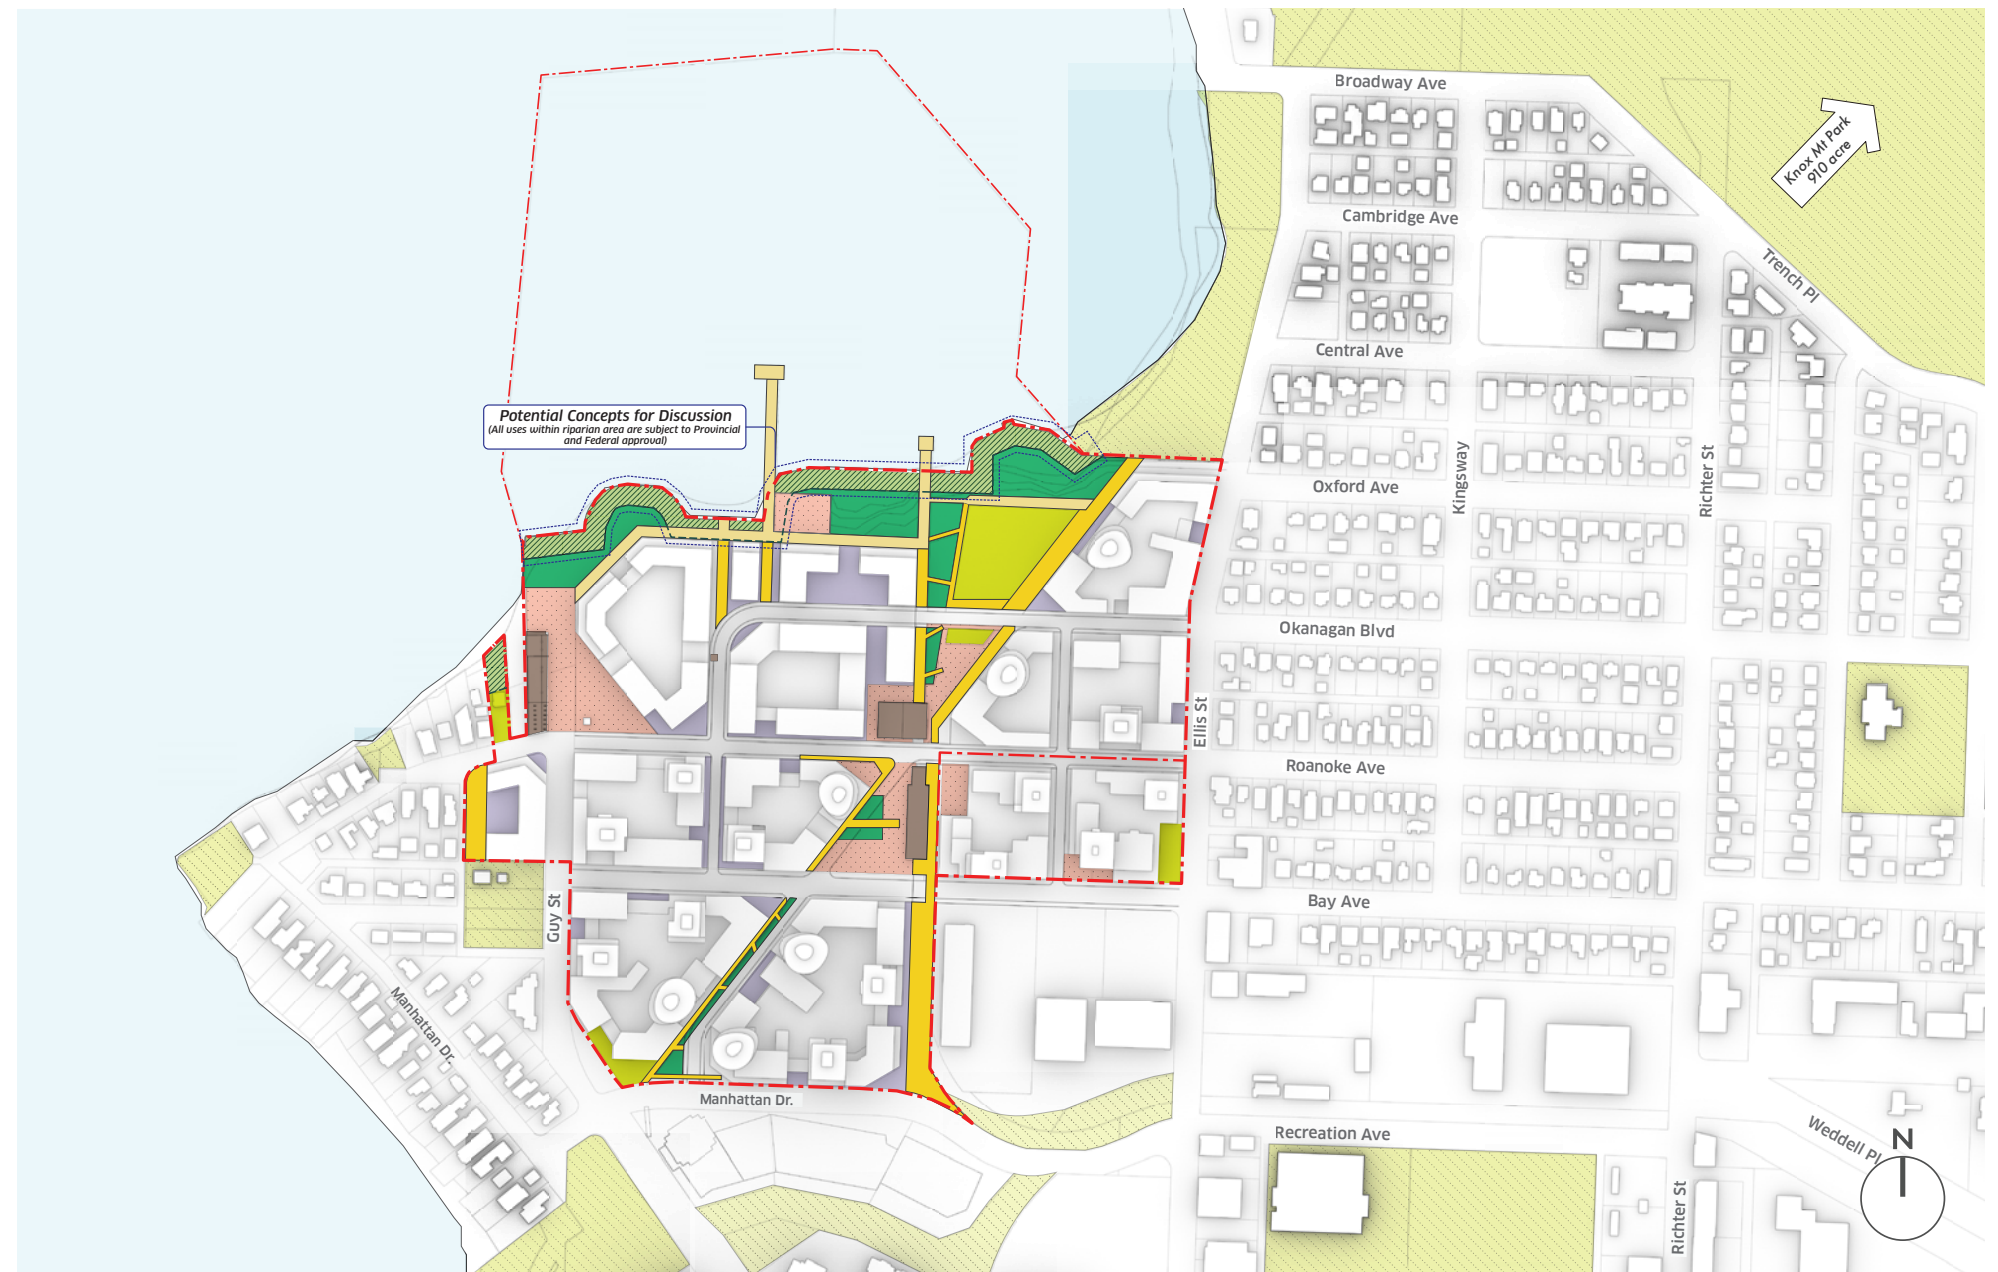 Broadway Ave
Knox Mt Park
910 acre
Cambridge Ave
Trench Pl
Central Ave
Potential Concepts for Discussion
(All uses within riparian area are subject to Provincial
and Federal approval)
Kingsway
Richter St
Oxford Ave
Okanagan Blvd
Ellis St
Roanoke Ave
Guy St
Bay Ave
Manhattan Dr.
Manhattan Dr.
Recreation Ave
Weddell Pl
N
Richter St